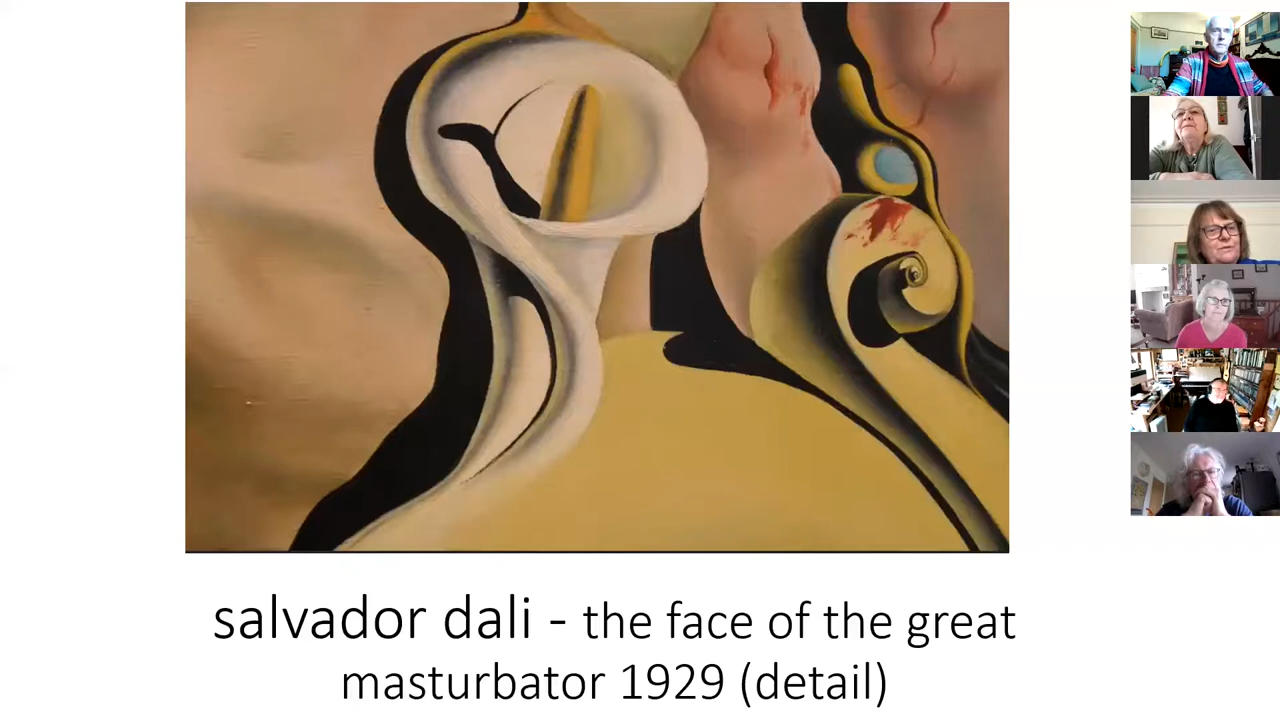 salvador dali - the face of the great
masturbator 1929 (detail)